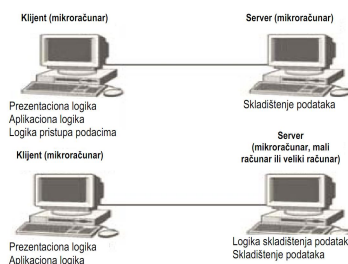 Klijent (mikroračunar)
Server (mikroračunar)
Prezentaciona logika
Aplikaciona logika
Logika pristupa podacima
Skladištenje podataka
Klijent (mikroračunar)
Server
(mikroračunar, mali
računar ili veliki računar)
Prezentaciona logika
Aplikaciona logika
Logika skladištenja podatak
Skladištenje podataka